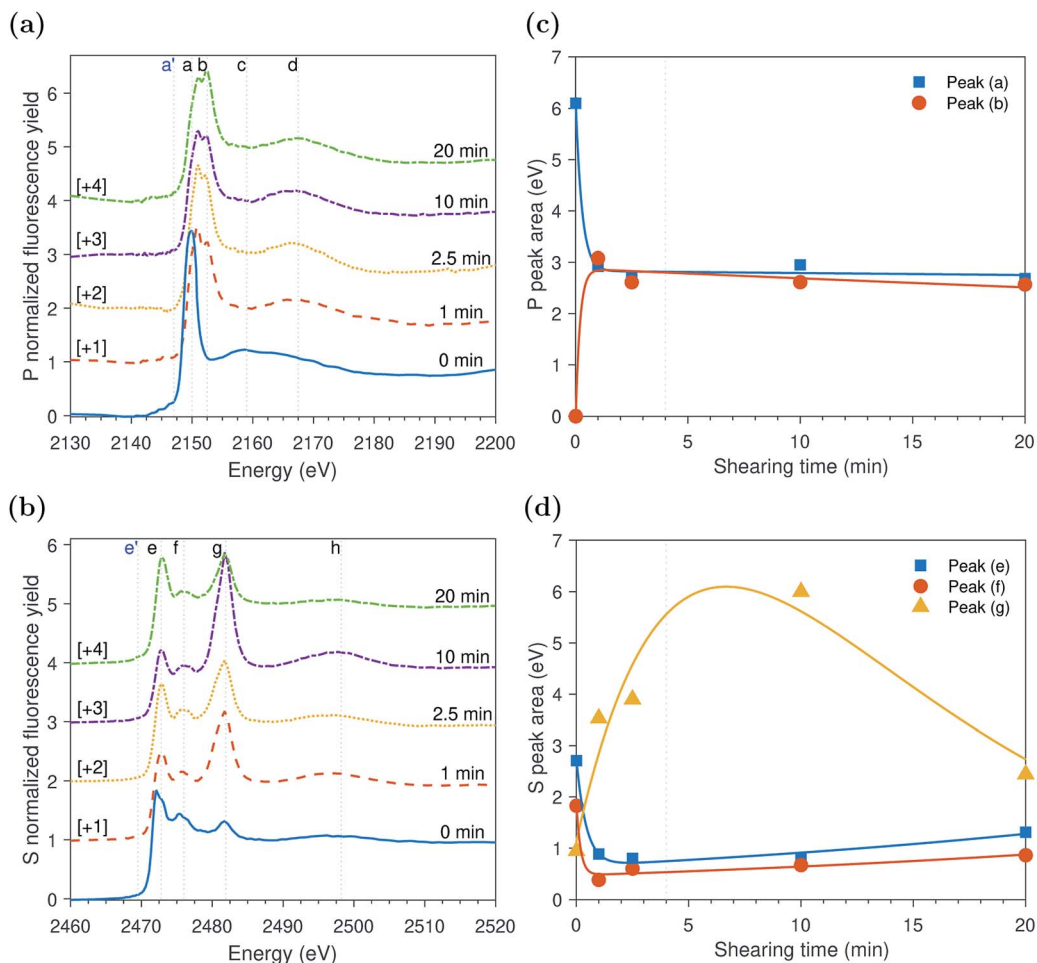 (a)
P normalized fluorescence yield
6
5
4
3
2
1
0
a' a b c d
[+4]
[+3]
[+2]
[+1]
20 min
10 min
2.5 min
1 min
0 min
2130 2140 2150 2160 2170 2180 2190 2200
Energy (eV)
(c)
P peak area (eV)
7
6
5
4
3
2
1
0
Peak (a)
Peak (b)
0 5 10 15 20
Shearing time (min)
(b)
S normalized fluorescence yield
6
5
4
3
2
1
0
e' e f g h
[+4]
[+3]
[+2]
[+1]
20 min
10 min
2.5 min
1 min
0 min
2460 2470 2480 2490 2500 2510 2520
Energy (eV)
(d)
S peak area (eV)
7
6
5
4
3
2
1
0
Peak (e)
Peak (f)
Peak (g)
0 5 10 15 20
Shearing time (min)